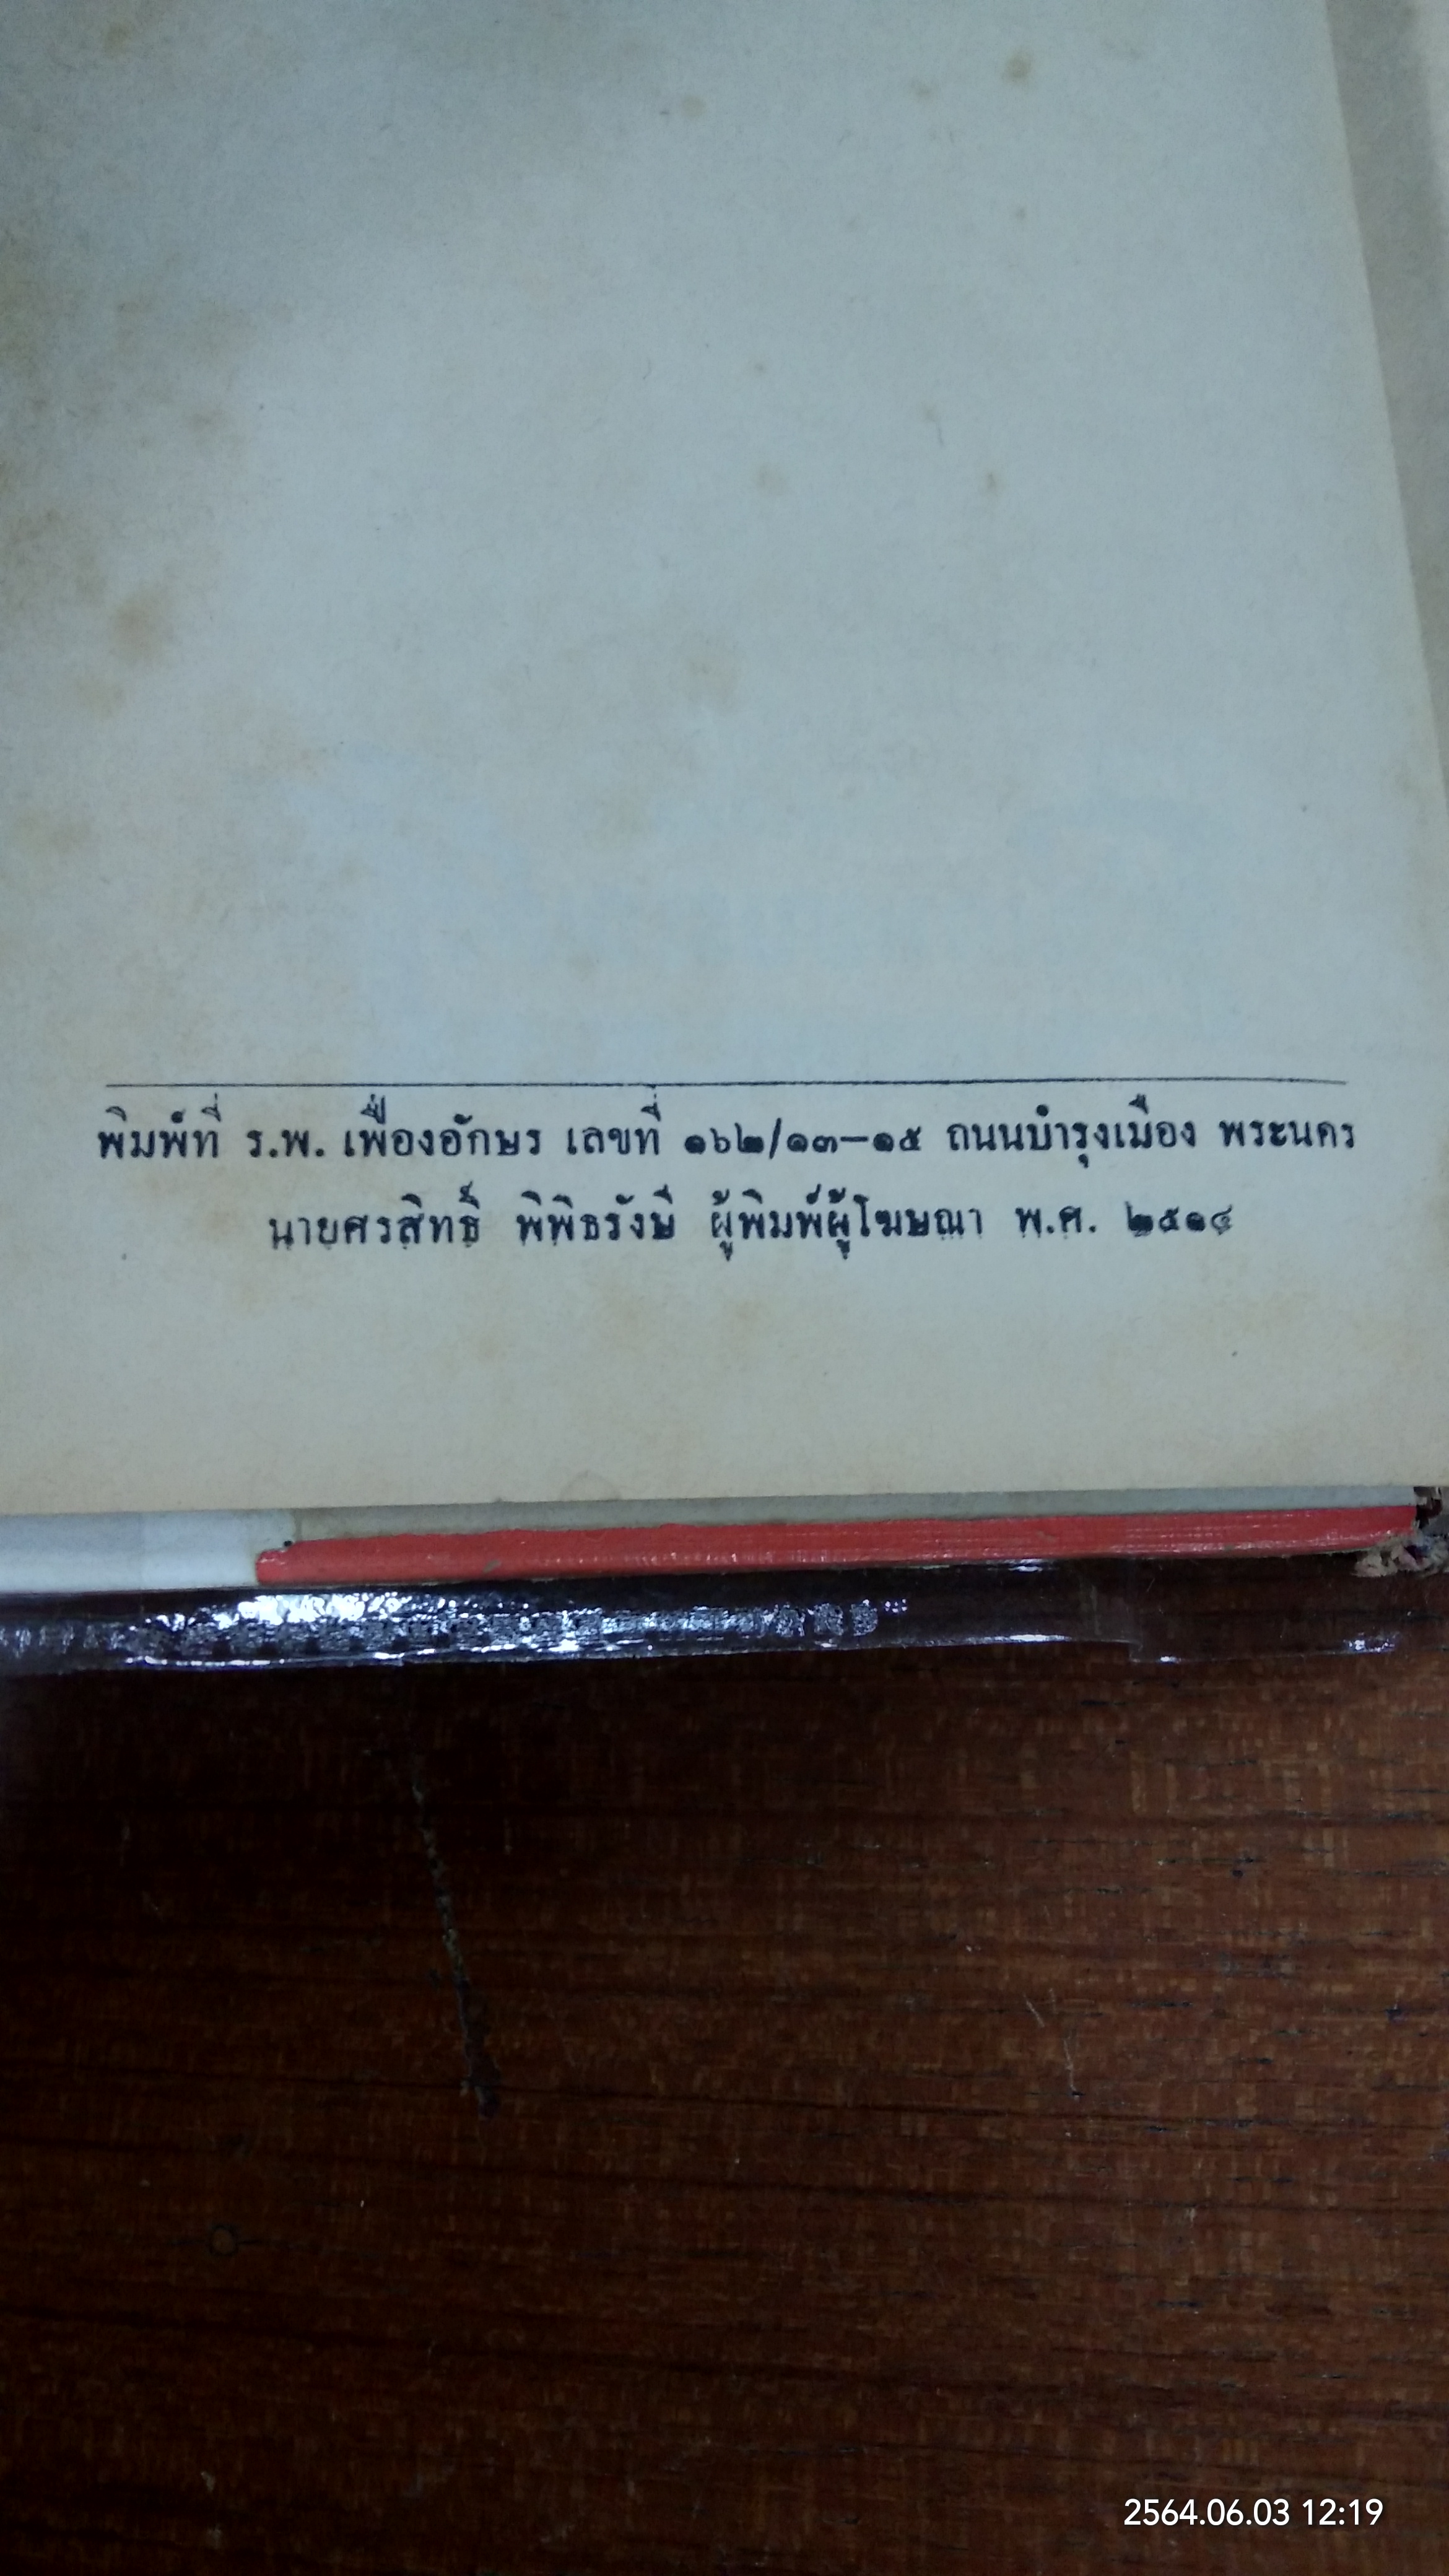 พิมพ์ที่ ร.พ. เฟื่องอักษร เลขที่ ๑๖๒/๑๓—๑๕ ถนนบำรุงเมือง พระนคร
นายศรสิทธิ์ พิพิธรังษี ผู้พิมพ์ผู้โฆษณา พ.ศ. ๒๕๑๔
2564.06.03 12:19